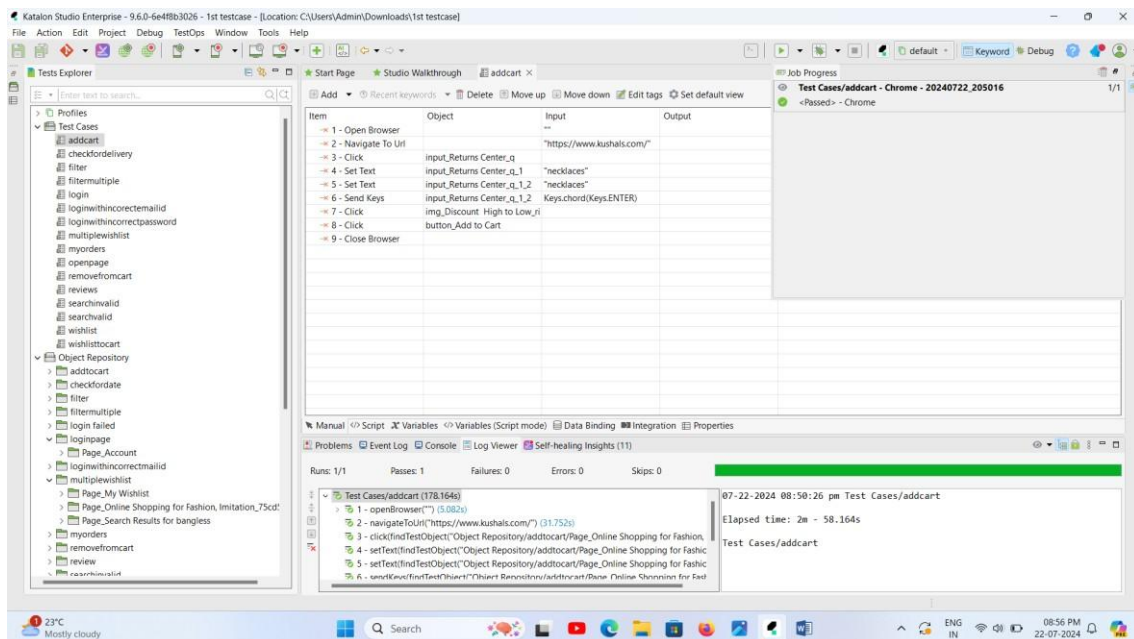 Katalon Studio Enterprise - 9.6.0-6e4f8b3026 - 1st testcase - [Location: C:\Users\Admin\Downloads\1st testcase]
File Action Edit Project Debug TestOps Window Tools Help
default Keyword Debug
Tests Explorer
Enter text to search...
Profiles
Test Cases
addcart
checkfordelivery
filter
filtermultiple
login
loginwithincorectemailid
loginwithincorrectpassword
multiplewishlist
myorders
openpage
removefromcart
reviews
searchinvalid
searchvalid
wishlist
wishlisttocart
Object Repository
addtocart
checkfordate
filter
filtermultiple
login failed
loginpage
Page_Account
loginwithincorrectmailid
multiplewishlist
Page_My Wishlist
Page_Online Shopping for Fashion, Imitation_75cd5
Page_Search Results for bangless
myorders
removefromcart
review
searchinvalid
Start Page Studio Walkthrough addcart
Add Recent keywords Delete Move up Move down Edit tags Set default view
Item Object Input Output
1 - Open Browser ""
2 - Navigate To Url "https://www.kushals.com/"
3 - Click input_Returns Center_q
4 - Set Text input_Returns Center_q_1 "necklaces"
5 - Set Text input_Returns Center_q_1_2 "necklaces"
6 - Send Keys input_Returns Center_q_1_2 Keys.chord(Keys.ENTER)
7 - Click img_Discount High to Low_ri
8 - Click button_Add to Cart
9 - Close Browser
Manual Script Variables Variables (Script mode) Data Binding Integration Properties
Job Progress
Test Cases/addcart - Chrome - 20240722_205016 1/1
<Passed> - Chrome
Problems Event Log Console Log Viewer Self-healing Insights (11)
Runs: 1/1 Passes: 1 Failures: 0 Errors: 0 Skips: 0
Test Cases/addcart (178.164s)
1 - openBrowser("") (5.082s)
2 - navigateToUrl("https://www.kushals.com/") (31.752s)
3 - click(findTestObject("Object Repository/addtocart/Page_Online Shopping for Fashion,
4 - setText(findTestObject("Object Repository/addtocart/Page_Online Shopping for Fashic
5 - setText(findTestObject("Object Repository/addtocart/Page_Online Shopping for Fashic
6 - sendKeys(findTestObject("Object Repository/addtocart/Page_Online Shopping for Fash
07-22-2024 08:50:26 pm Test Cases/addcart
Elapsed time: 2m - 58.164s
Test Cases/addcart
23°C
Mostly cloudy
Search
ENG
IN
08:56 PM
22-07-2024